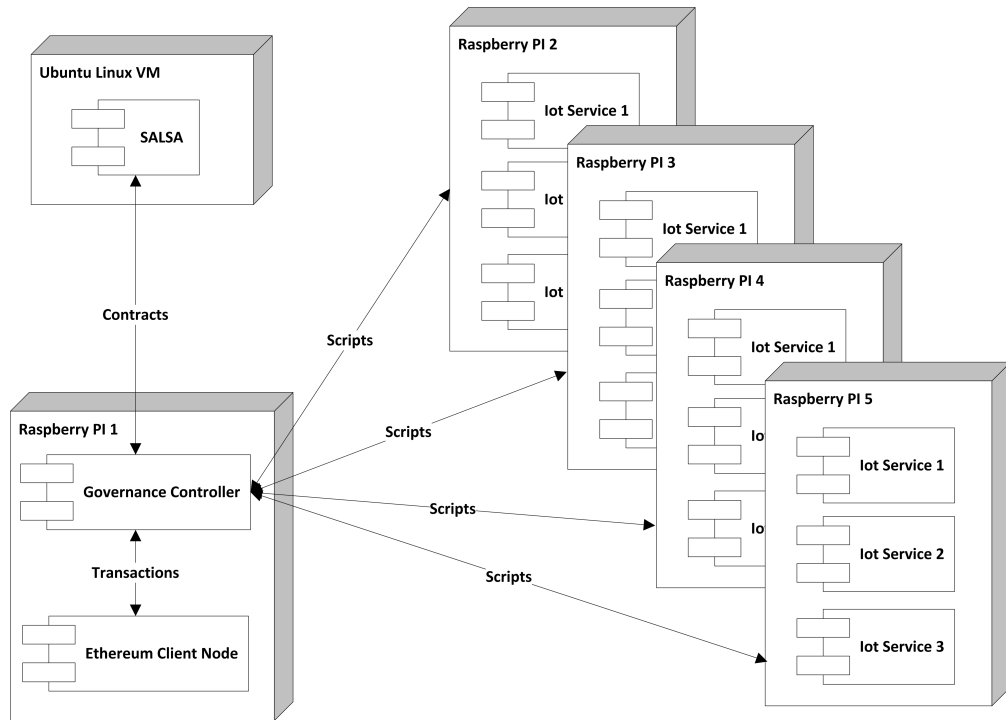 Ubuntu Linux VM
SALSA
Contracts
Raspberry PI 1
Governance Controller
Transactions
Ethereum Client Node
Scripts
Scripts
Scripts
Scripts
Raspberry PI 2
Iot Service 1
Iot
Iot
Raspberry PI 3
Iot Service 1
Raspberry PI 4
Iot Service 1
Raspberry PI 5
Iot Service 1
Iot Service 2
Iot Service 3